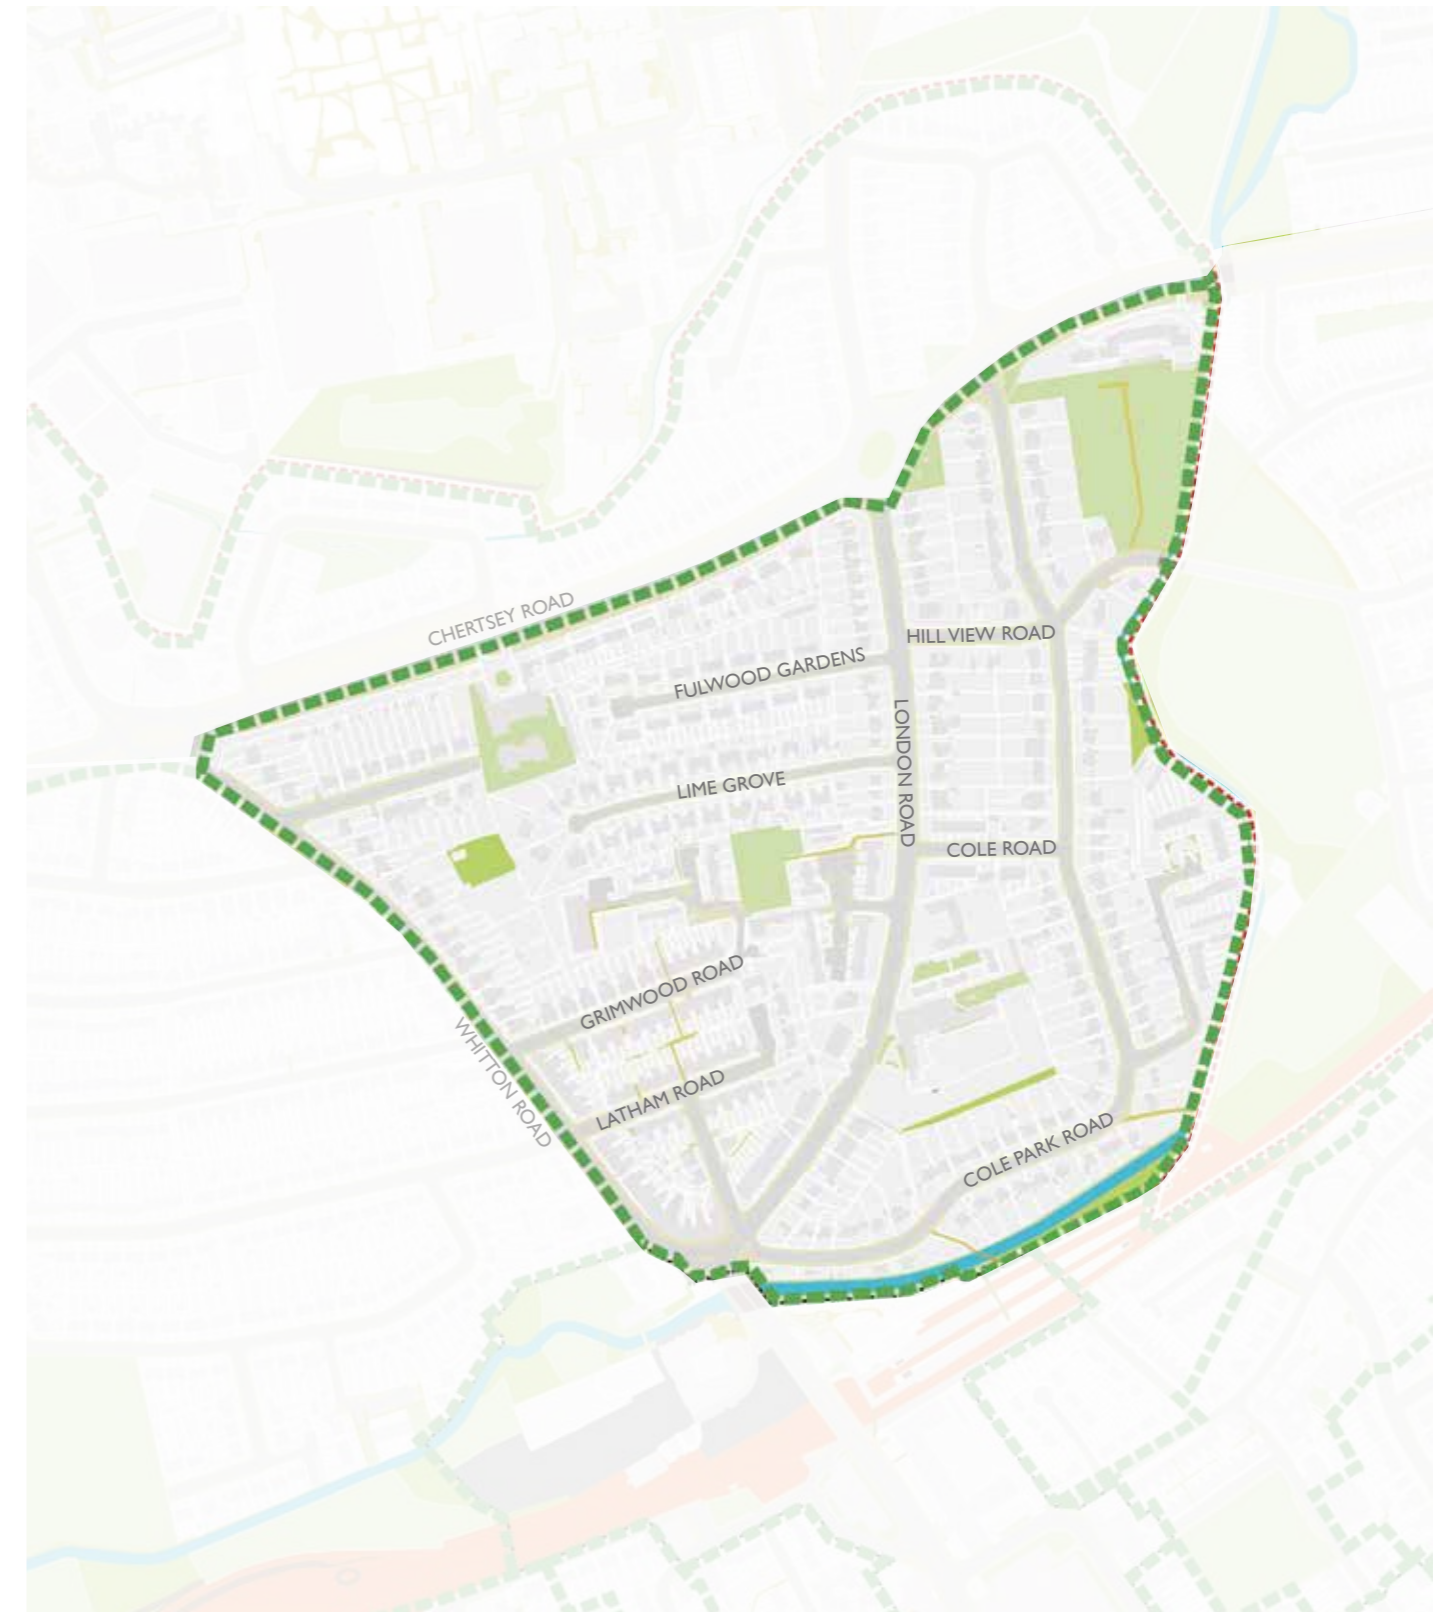 CHERTSEY ROAD
HILL VIEW ROAD
FULWOOD GARDENS
LONDON ROAD
LIME GROVE
COLE ROAD
GRIMWOOD ROAD
WHITTON ROAD
LATHAM ROAD
COLE PARK ROAD